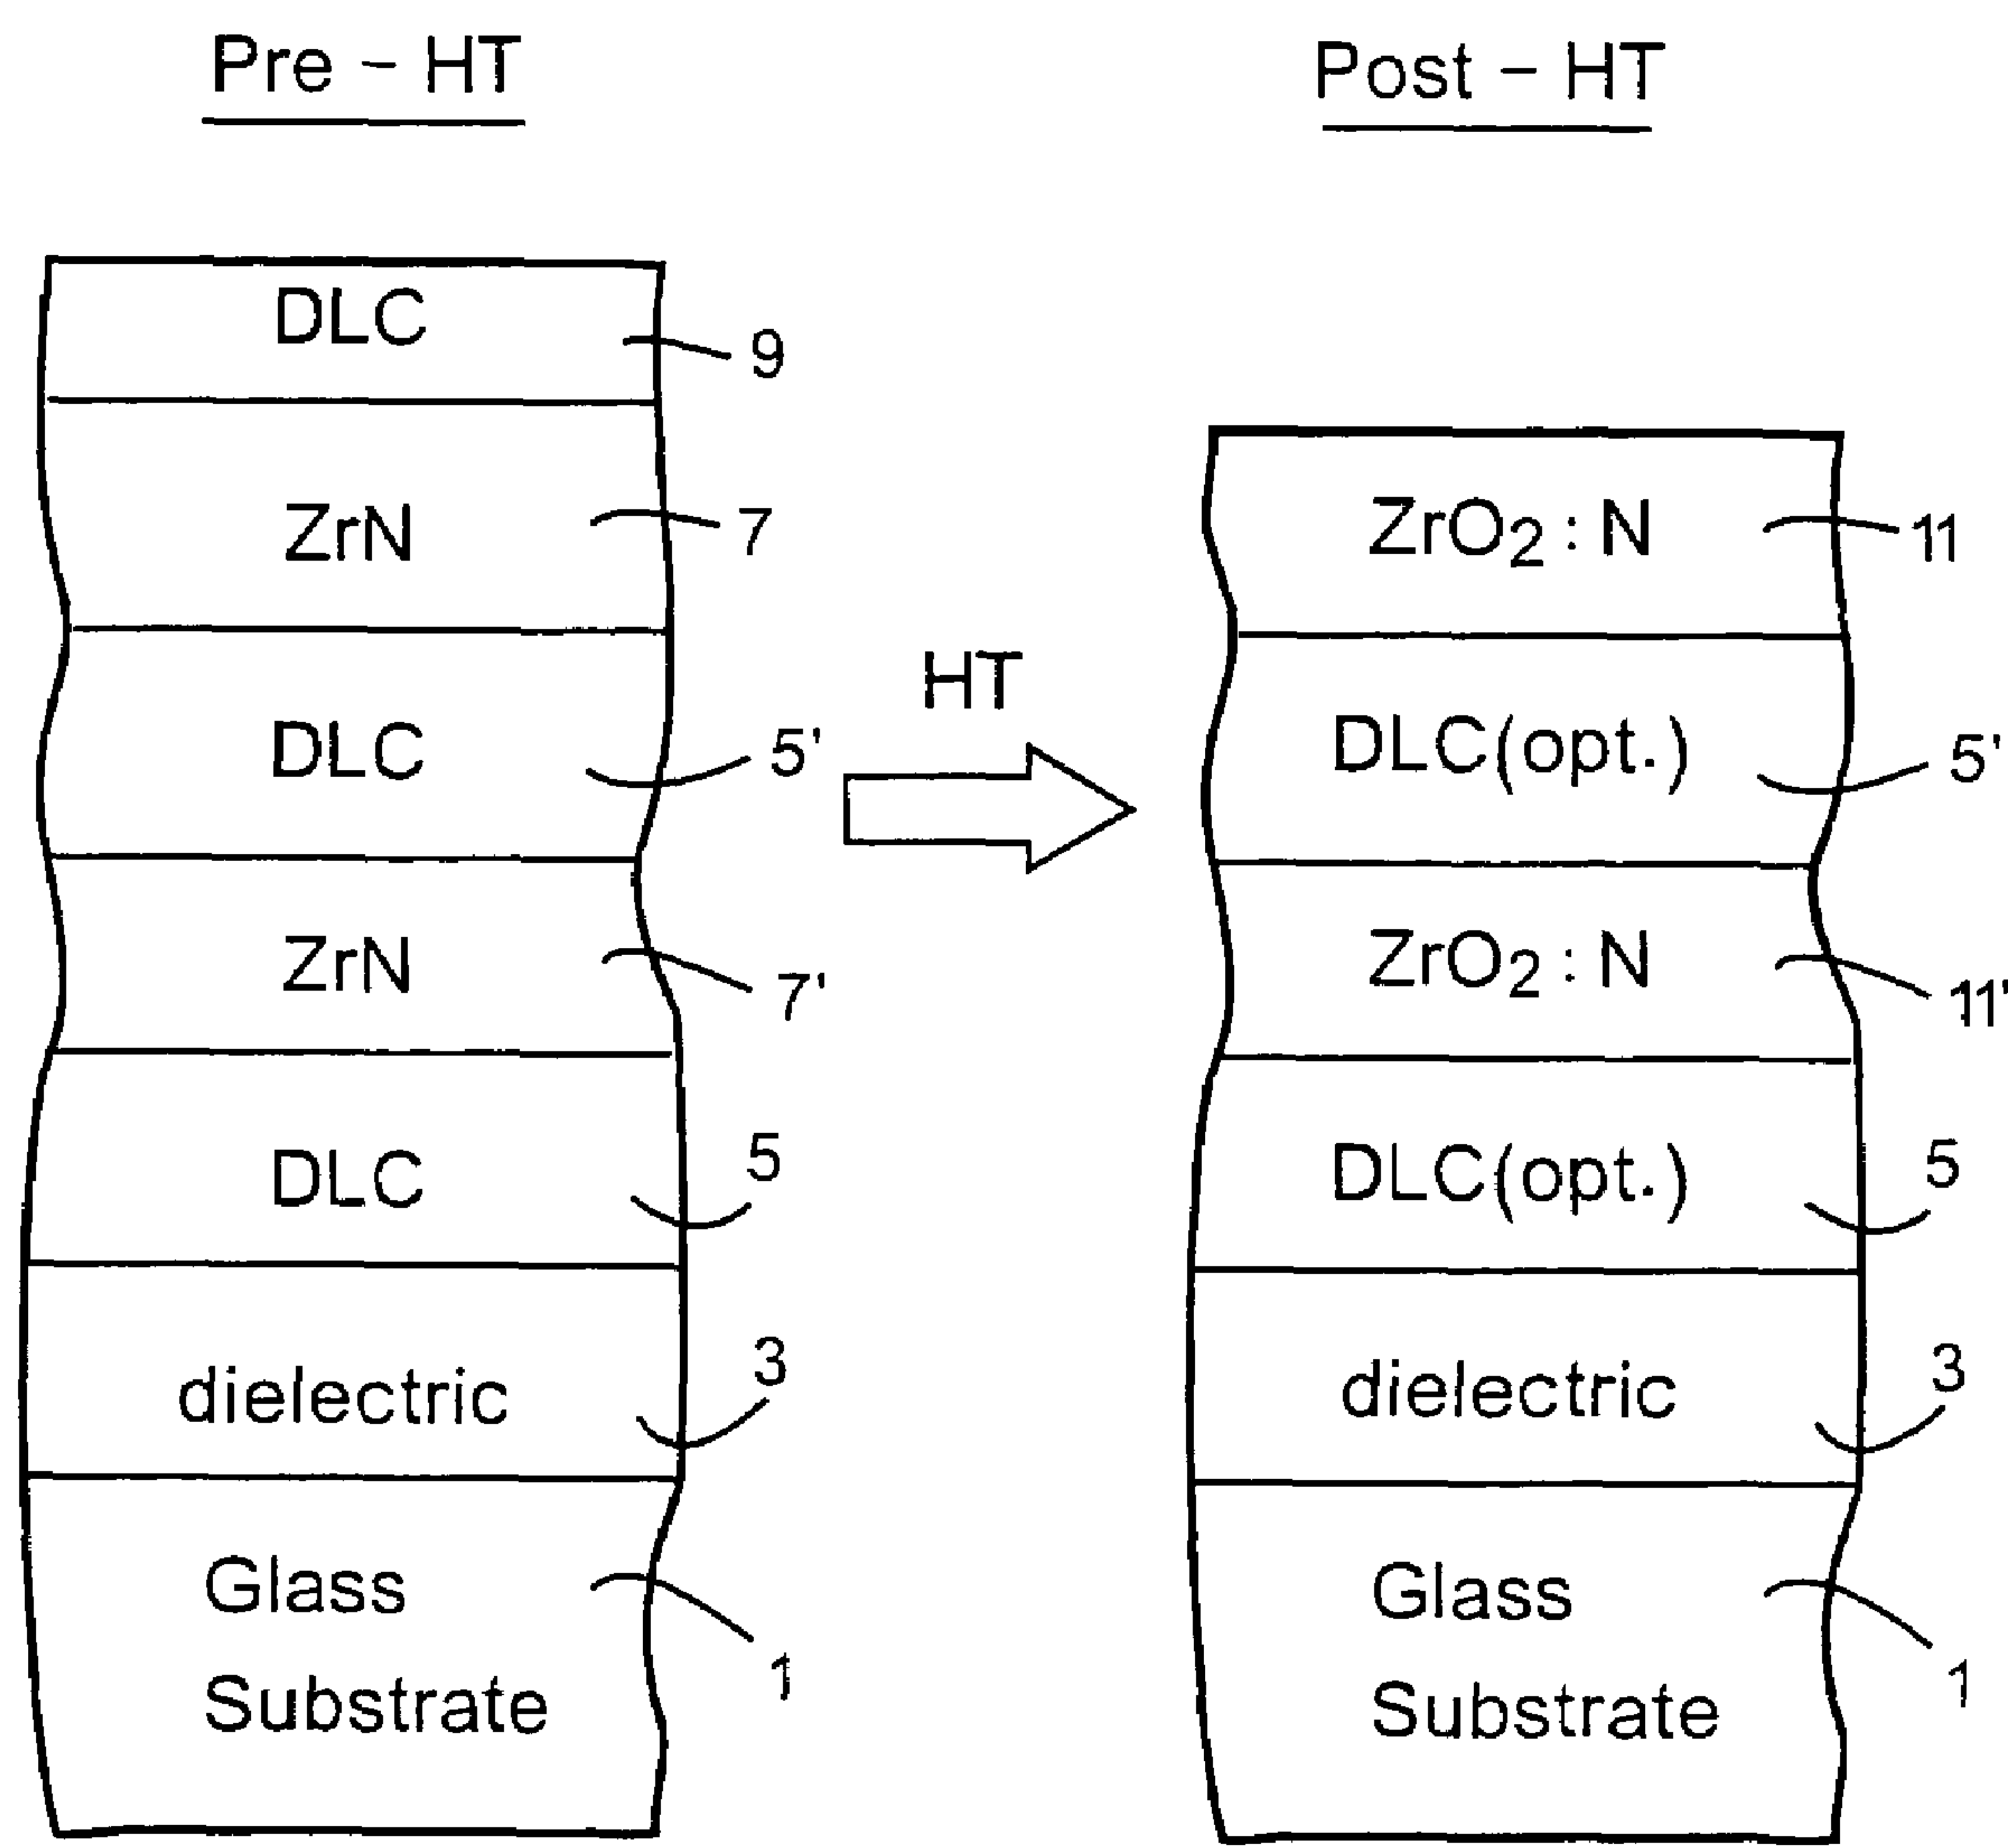 Pre – HT
DLC
9
ZrN
7
DLC
5'
ZrN
7'
DLC
5
dielectric
3
Glass
Substrate
1
HT
Post – HT
ZrO₂ : N
11
DLC(opt.)
5'
ZrO₂ : N
11'
DLC(opt.)
5
dielectric
3
Glass
Substrate
1